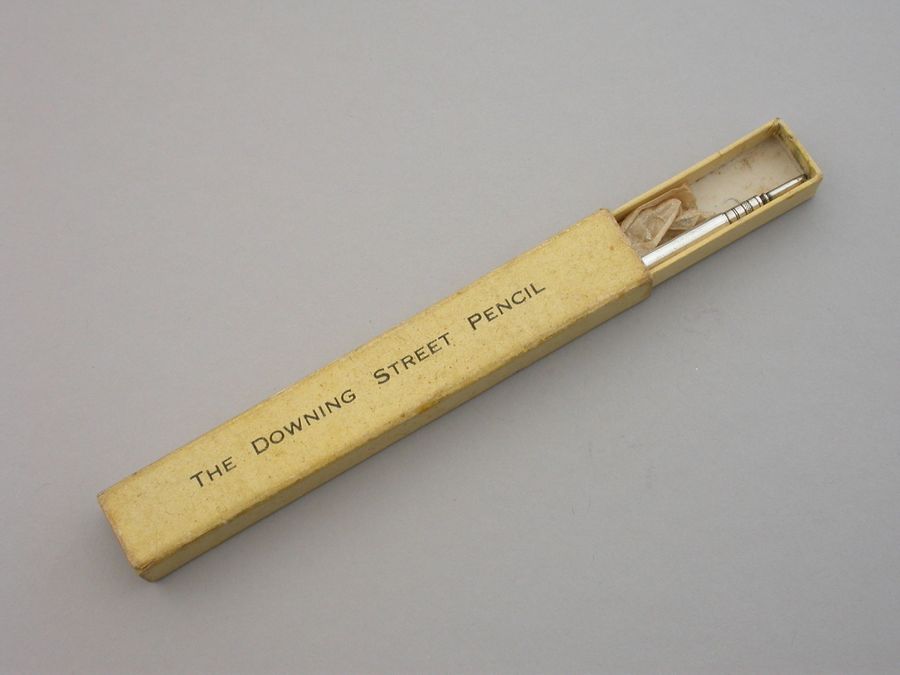 THE DOWNING STREET PENCIL